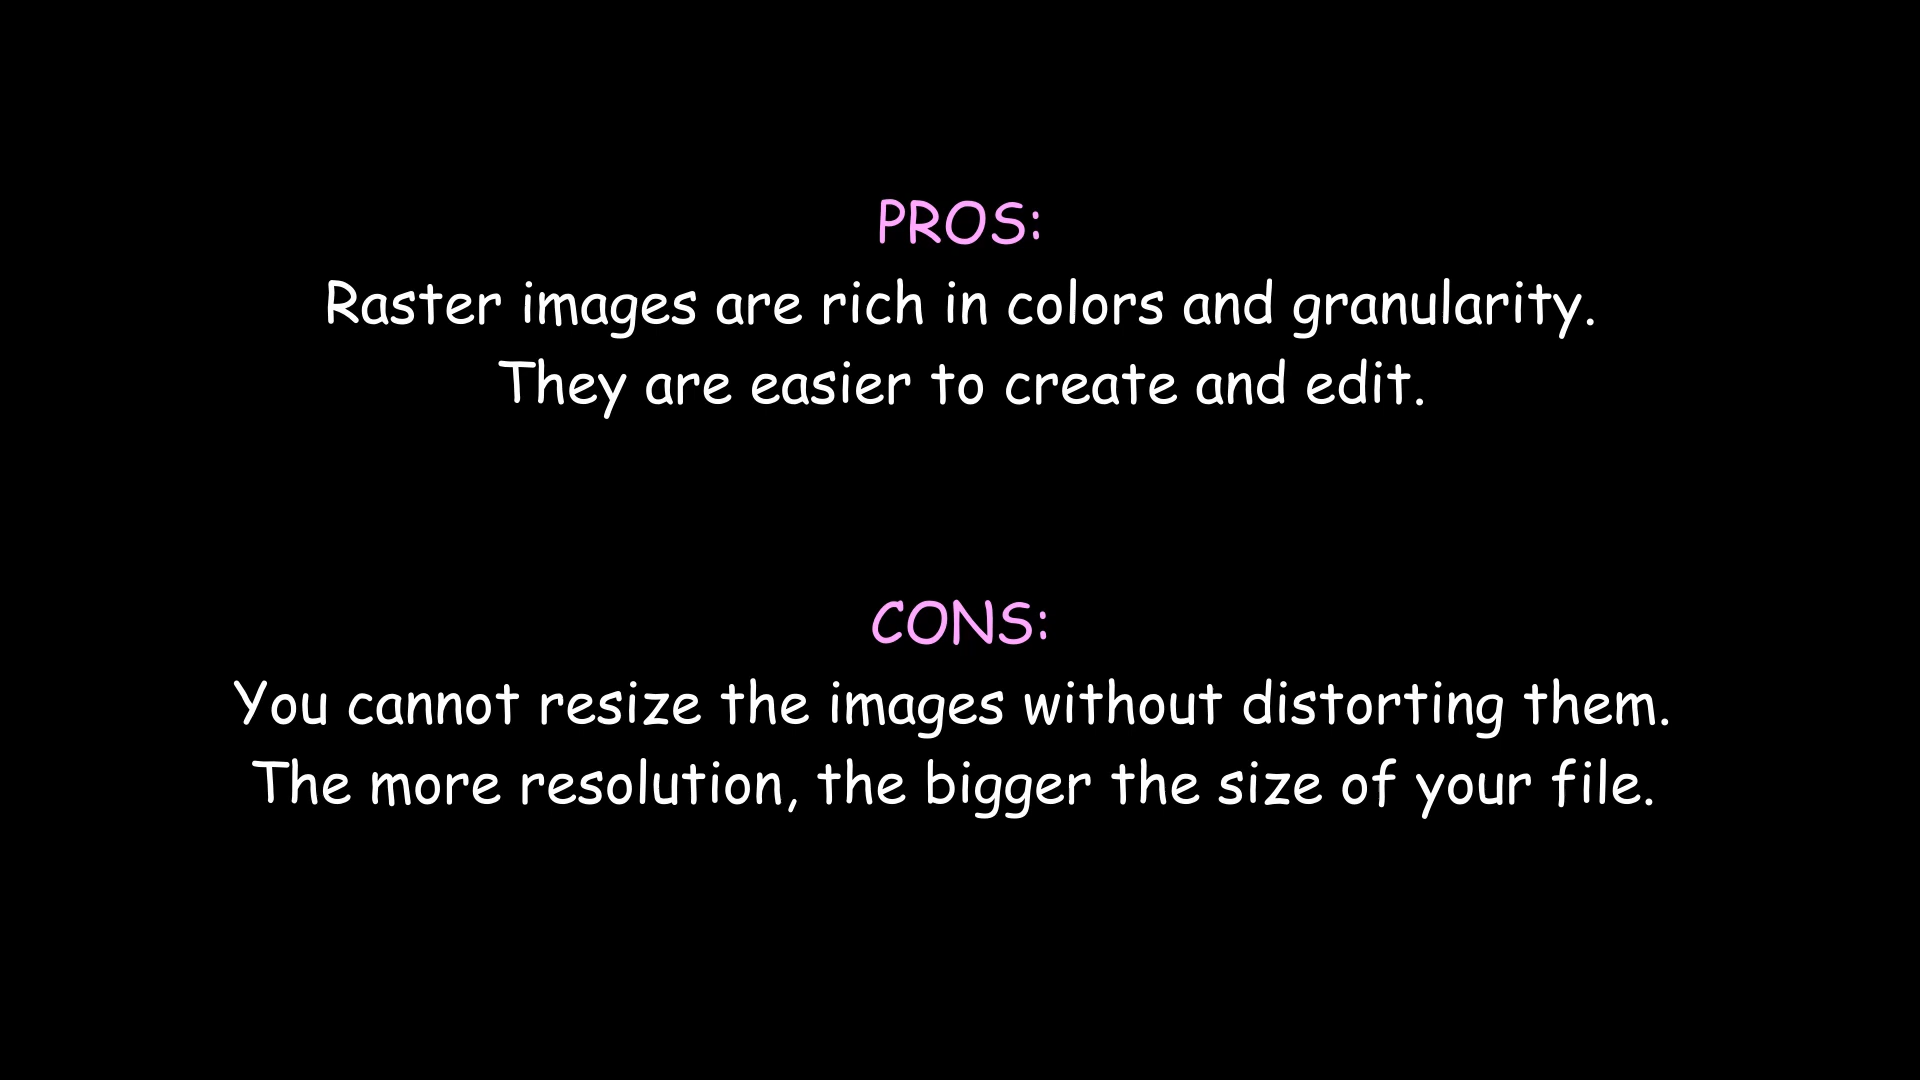 PROS:
Raster images are rich in colors and granularity.
They are easier to create and edit.
CONS:
You cannot resize the images without distorting them.
The more resolution, the bigger the size of your file.